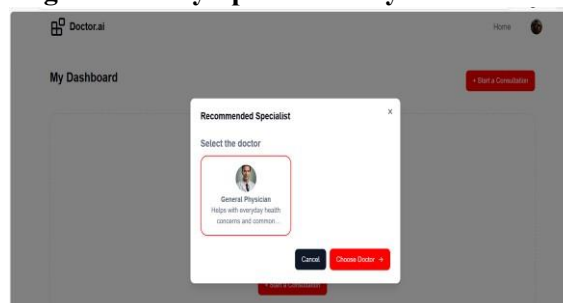 Doctor.ai
Home
My Dashboard
+ Start a Consultation
Recommended Specialist
x
Select the doctor
General Physician
Helps with everyday health
concerns and common ...
Cancel
Choose Doctor →
+ Start a Consultation